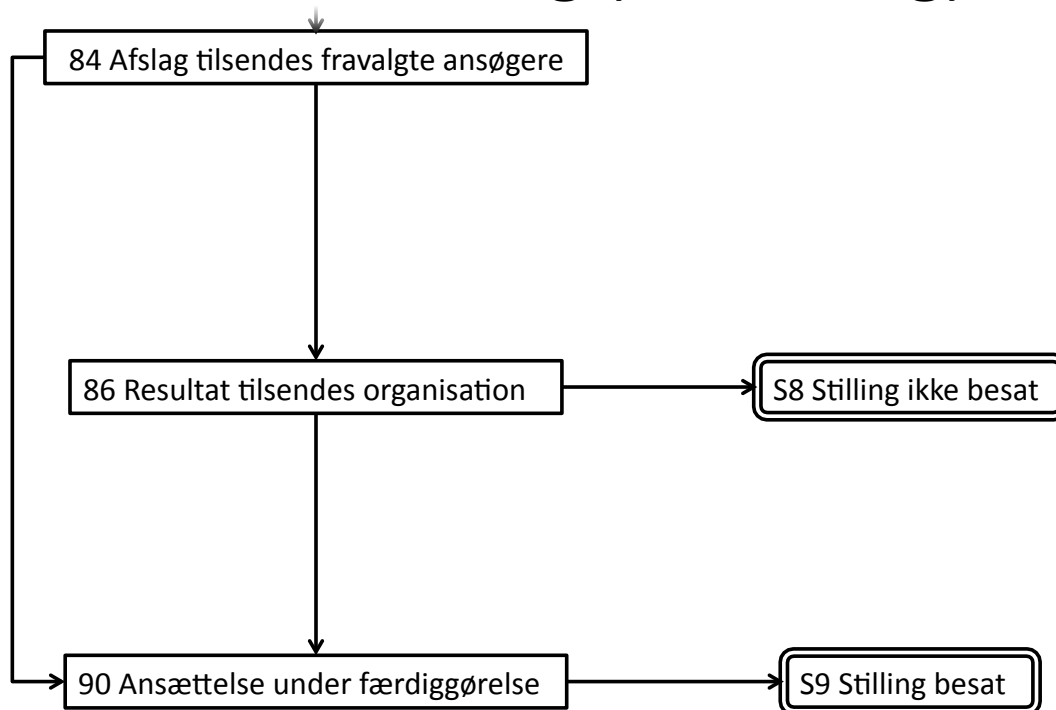 84 Afslag tilsendes fravalgte ansøgere
86 Resultat tilsendes organisation
S8 Stilling ikke besat
90 Ansættelse under færdiggørelse
S9 Stilling besat